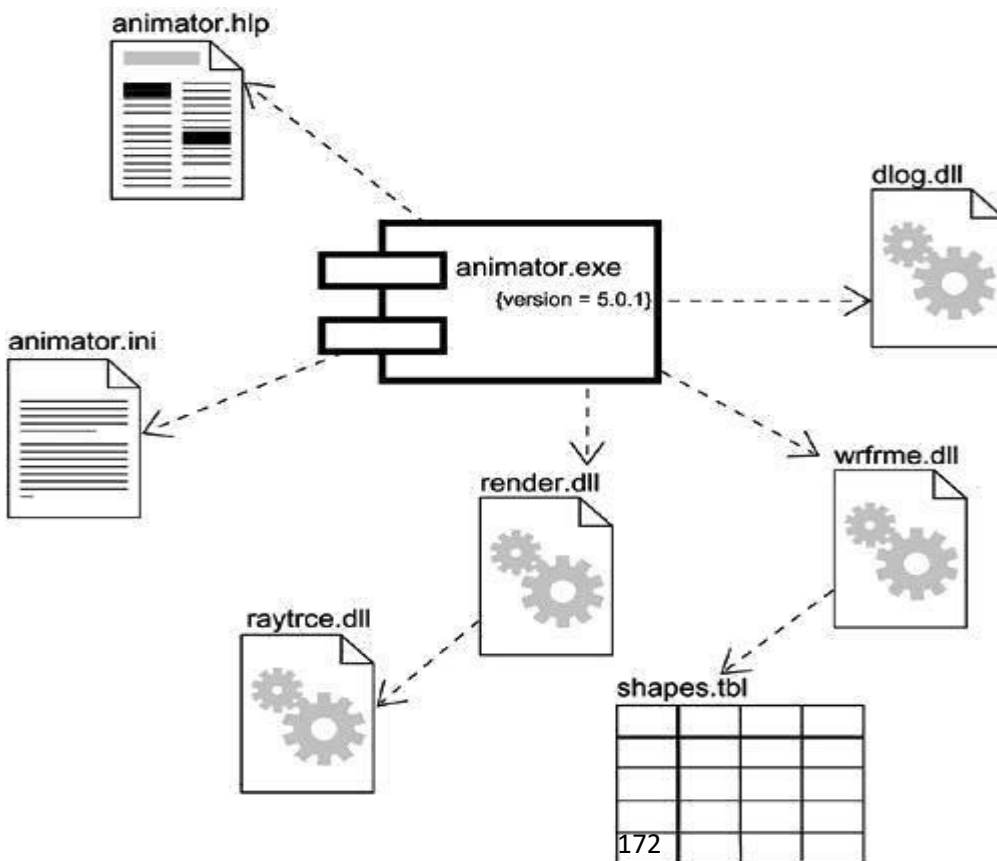 animator.hlp
dlog.dll
animator.exe
{version = 5.0.1}
animator.ini
wrfrme.dll
render.dll
raytrce.dll
shapes.tbl
172